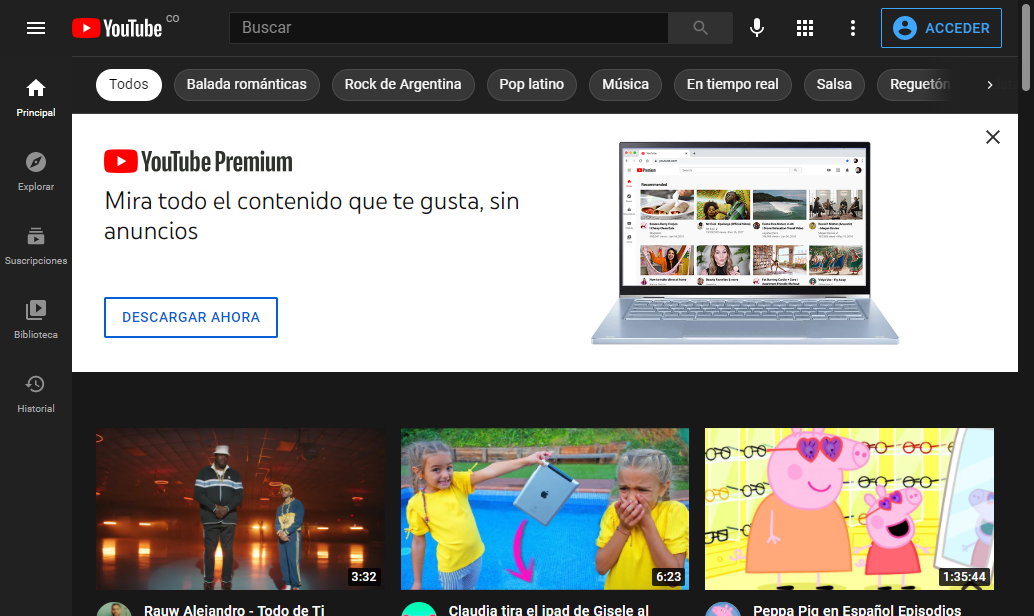 YouTube CO
Buscar
ACCEDER
Todos
Balada románticas
Rock de Argentina
Pop latino
Música
En tiempo real
Salsa
Reguetón
Principal
Explorar
Suscripciones
Biblioteca
Historial
YouTube Premium
Mira todo el contenido que te gusta, sin
anuncios
DESCARGAR AHORA
Recommended
3:32
6:23
1:35:44
Rauw Alejandro - Todo de Ti
Claudia tira el ipad de Gisele al
Peppa Pig en Español Episodios